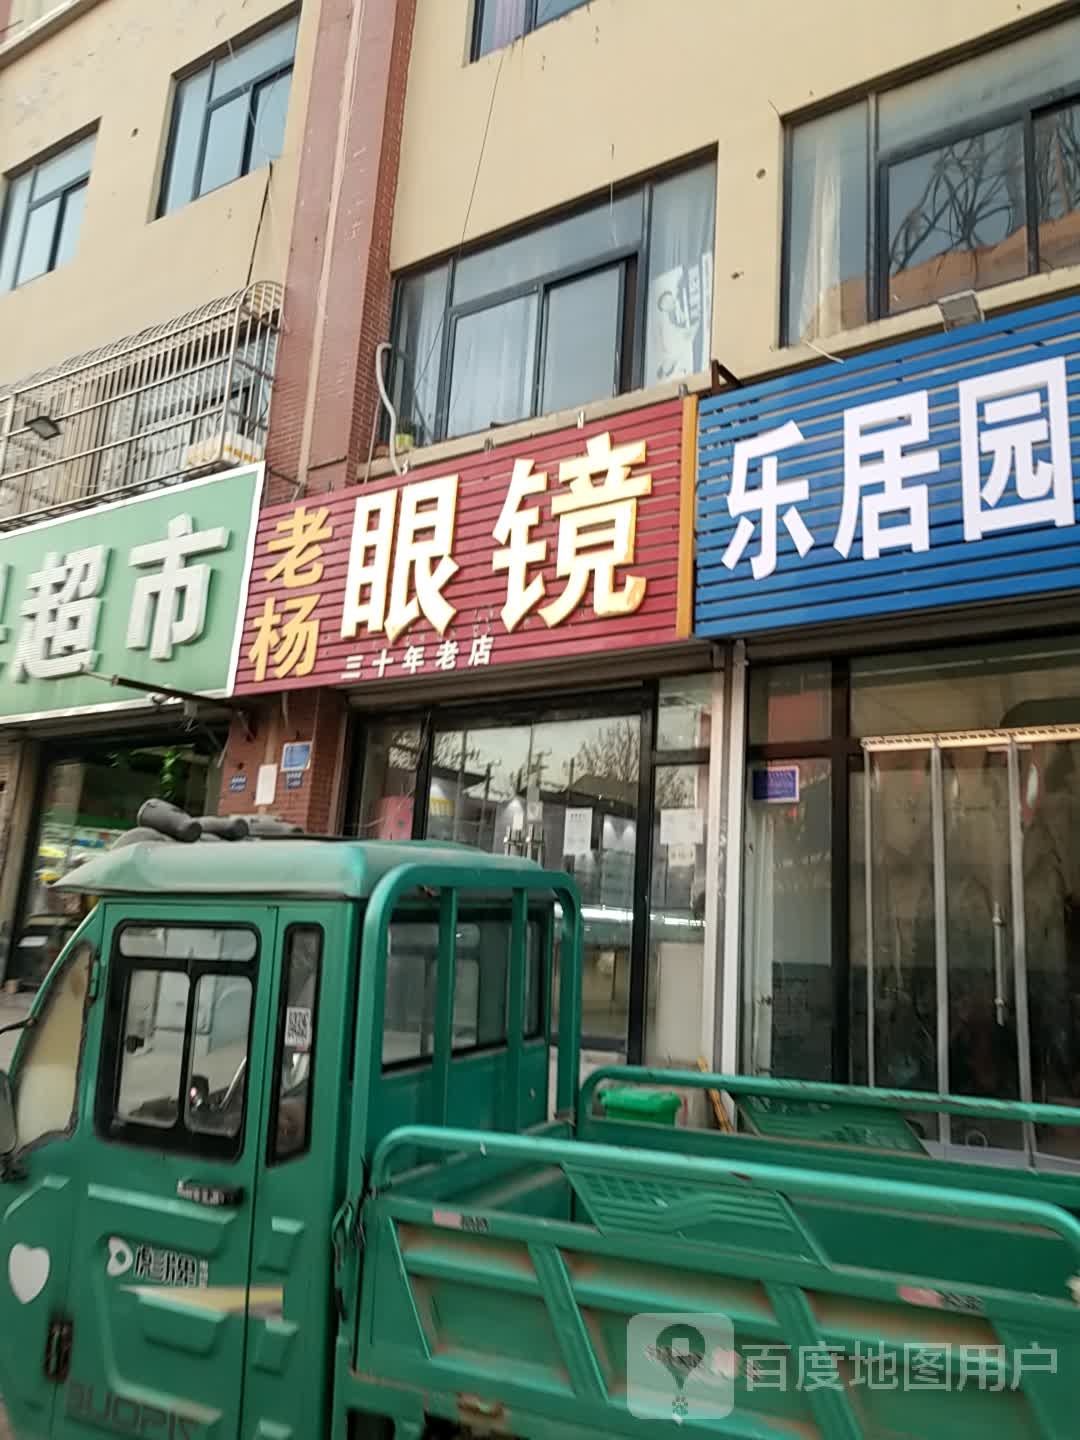 超市
老杨
眼镜
三十年老店
乐居园
百度地图用户